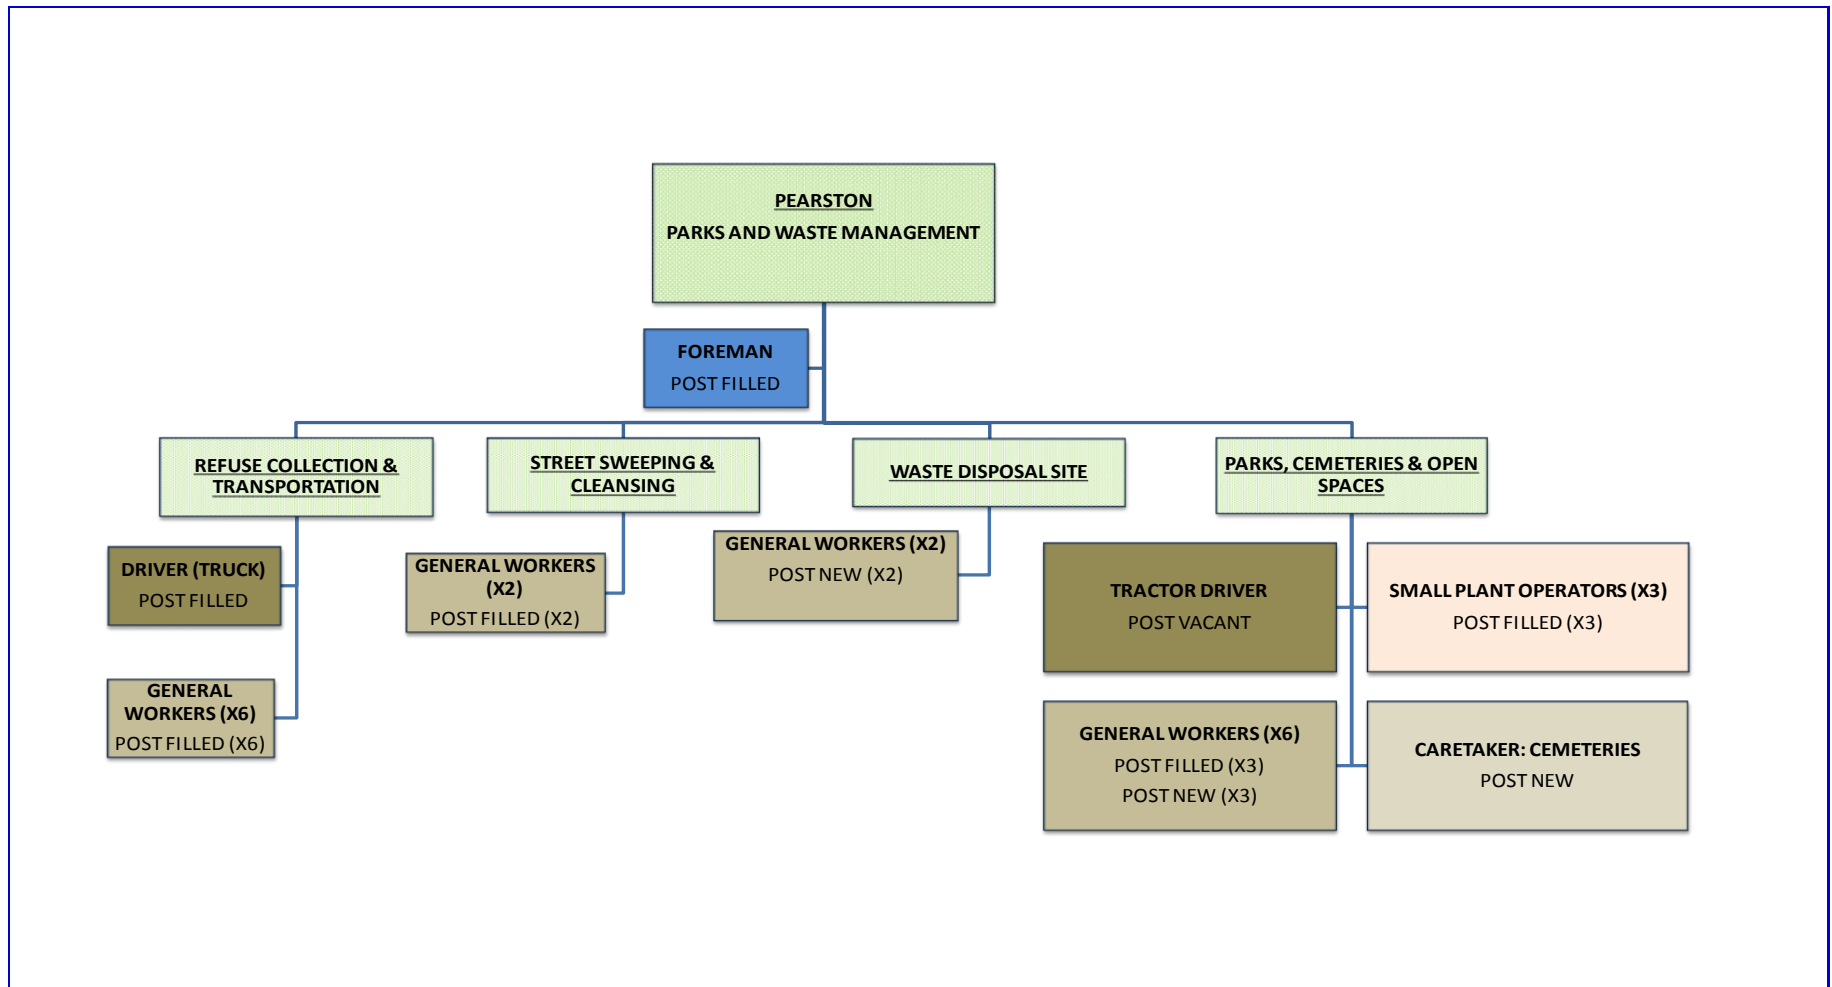 PEARSTON
PARKS AND WASTE MANAGEMENT
FOREMAN
POST FILLED
REFUSE COLLECTION &
TRANSPORTATION
DRIVER (TRUCK)
POST FILLED
GENERAL
WORKERS (X6)
POST FILLED (X6)
STREET SWEEPING &
CLEANSING
GENERAL WORKERS
(X2)
POST FILLED (X2)
WASTE DISPOSAL SITE
GENERAL WORKERS (X2)
POST NEW (X2)
PARKS, CEMETERIES & OPEN
SPACES
TRACTOR DRIVER
POST VACANT
SMALL PLANT OPERATORS (X3)
POST FILLED (X3)
GENERAL WORKERS (X6)
POST FILLED (X3)
POST NEW (X3)
CARETAKER: CEMETERIES
POST NEW